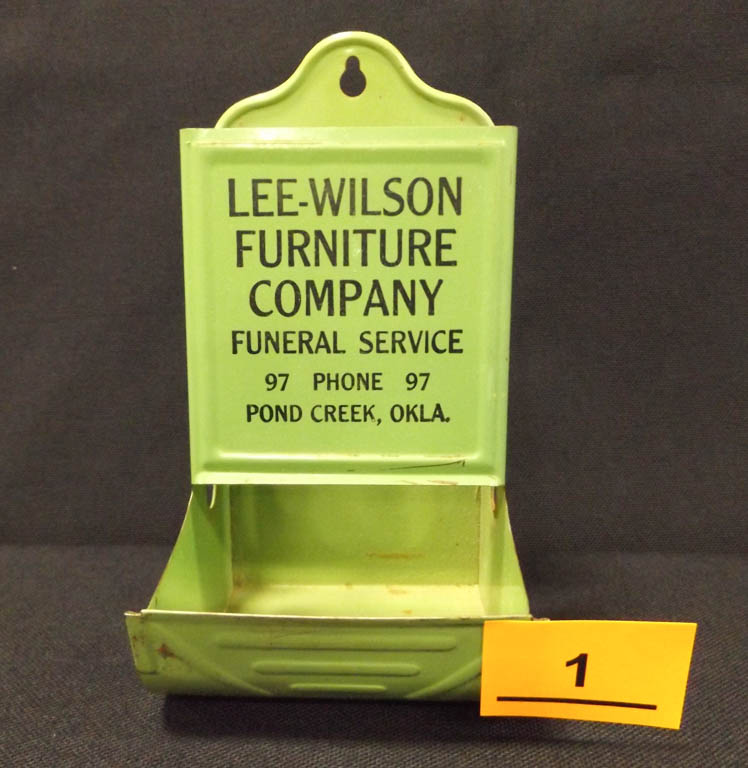 LEE-WILSON
FURNITURE
COMPANY
FUNERAL SERVICE
97 PHONE 97
POND CREEK, OKLA.
1